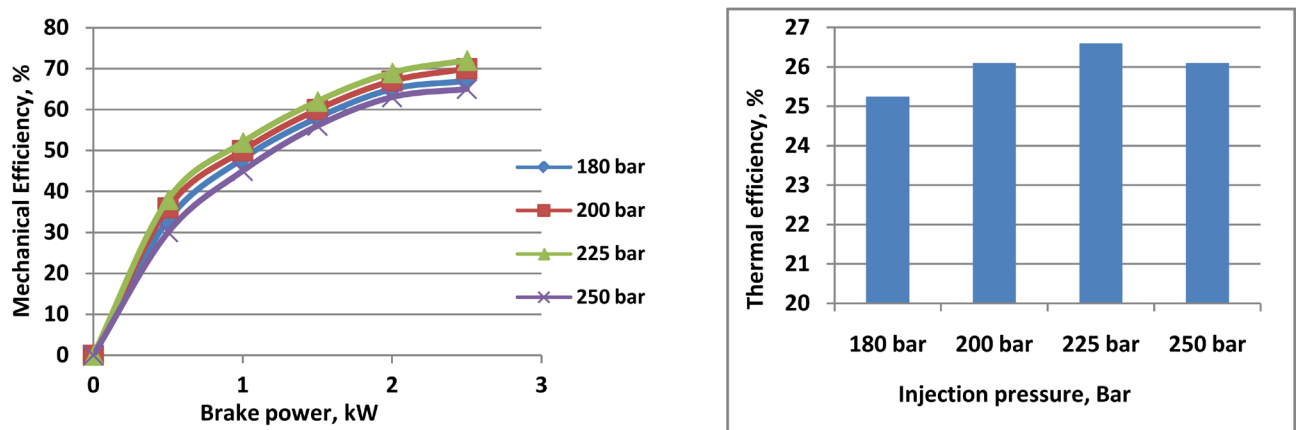 Mechanical Efficiency, %
80
70
60
50
40
30
20
10
0
0 1 2 3
Brake power, kW
180 bar
200 bar
225 bar
250 bar
Thermal efficiency, %
27
26
25
24
23
22
21
20
180 bar 200 bar 225 bar 250 bar
Injection pressure, Bar